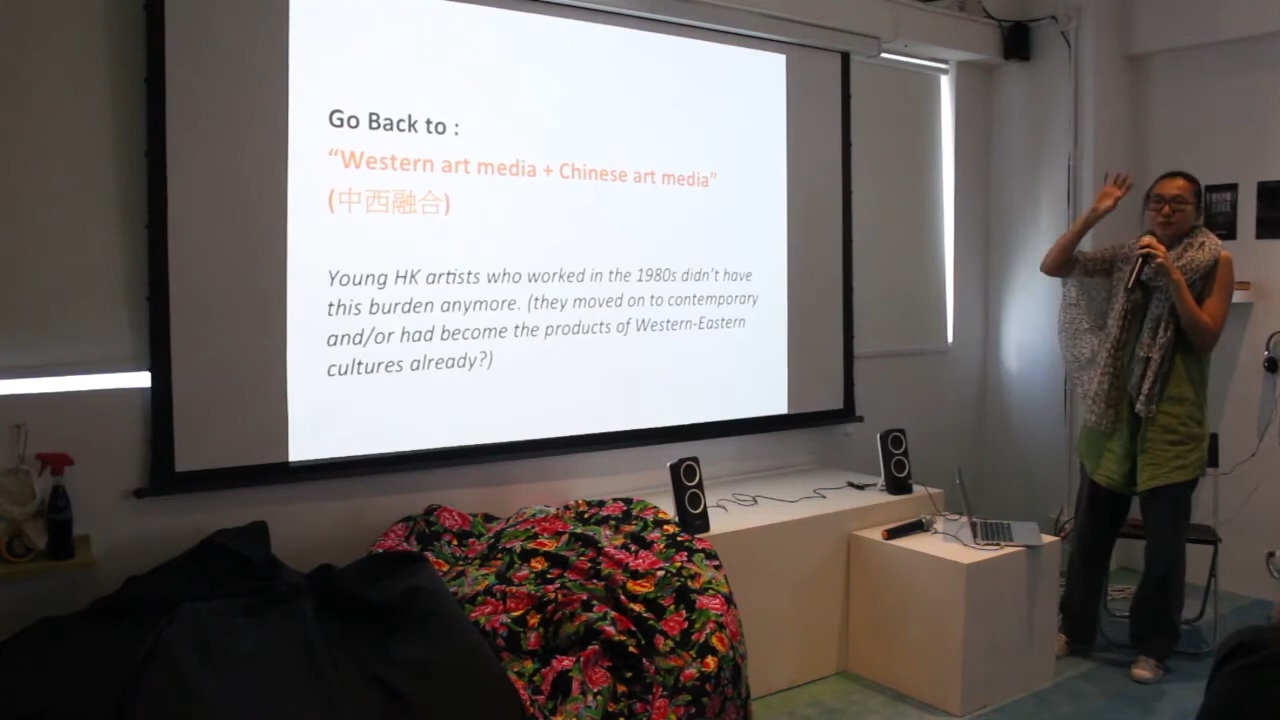 Go Back to :
“Western art media + Chinese art media”
(中西融合)
Young HK artists who worked in the 1980s didn’t have
this burden anymore. (they moved on to contemporary
and/or had become the products of Western-Eastern
cultures already?)